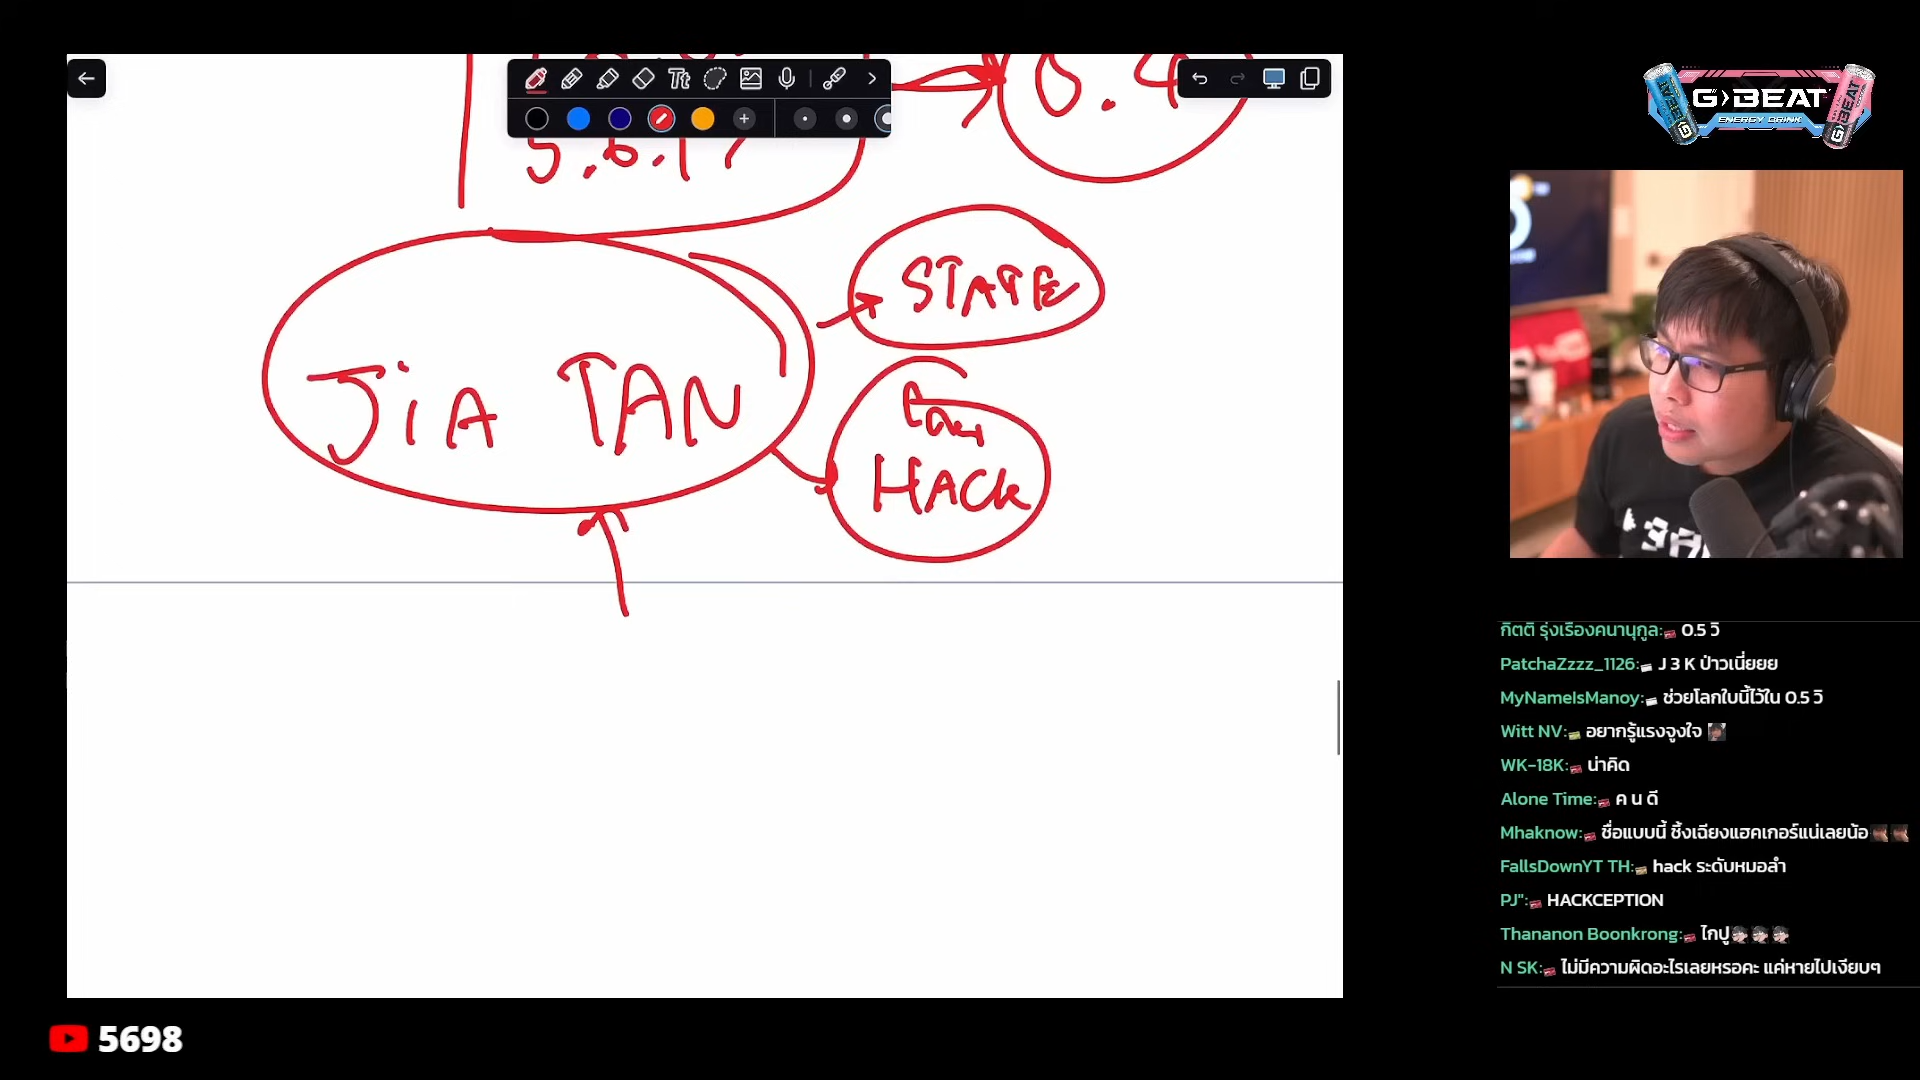 0.4
5.6.1
STATE
JiA TAN
HACK
G>BEAT
ENERGY DRINK
G>BEAT
กิตติ รุ่งเรืองคนานุกูล: 0.5 วิ
PatchaZzzz_1126: J 3 K ป่าวเนี่ยยย
MyNameIsManoy: ช่วยโลกใบนี้ไว้ใน 0.5 วิ
Witt NV: อยากรู้แรงจูงใจ
WK-18K: น่าคิด
Alone Time: ค น ดี
Mhaknow: ชื่อแบบนี้ ซิ้งเฉียงแฮคเกอร์แน่เลยน้อ
FallsDownYT TH: hack ระดับหมอลำ
PJ": HACKCEPTION
Thananon Boonkrong: ไกปู
N SK: ไม่มีความผิดอะไรเลยหรอคะ แค่หายไปเงียบๆ
5698